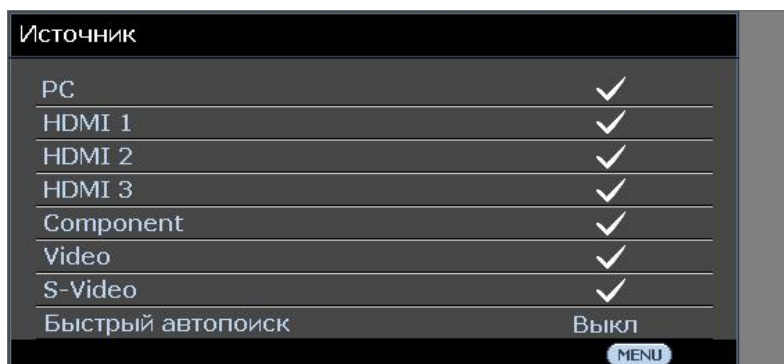 Источник
PC
HDMI 1
HDMI 2
HDMI 3
Component
Video
S-Video
Быстрый автопоиск Выкл
MENU